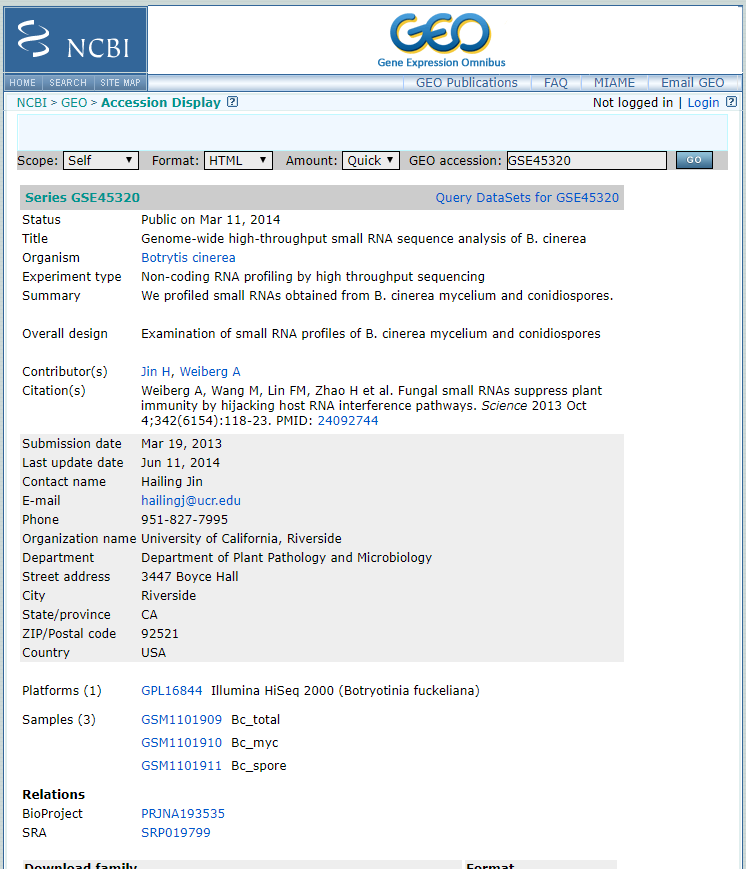 NCBI
GEO
Gene Expression Omnibus
HOME SEARCH SITE MAP
GEO Publications FAQ MIAME Email GEO
NCBI > GEO > Accession Display ? Not logged in | Login ?
Scope: Self Format: HTML Amount: Quick GEO accession: GSE45320 GO
Series GSE45320 Query DataSets for GSE45320
Status Public on Mar 11, 2014
Title Genome-wide high-throughput small RNA sequence analysis of B. cinerea
Organism Botrytis cinerea
Experiment type Non-coding RNA profiling by high throughput sequencing
Summary We profiled small RNAs obtained from B. cinerea mycelium and conidiospores.
Overall design Examination of small RNA profiles of B. cinerea mycelium and conidiospores
Contributor(s) Jin H, Weiberg A
Citation(s) Weiberg A, Wang M, Lin FM, Zhao H et al. Fungal small RNAs suppress plant
immunity by hijacking host RNA interference pathways. Science 2013 Oct
4;342(6154):118-23. PMID: 24092744
Submission date Mar 19, 2013
Last update date Jun 11, 2014
Contact name Hailing Jin
E-mail hailingj@ucr.edu
Phone 951-827-7995
Organization name University of California, Riverside
Department Department of Plant Pathology and Microbiology
Street address 3447 Boyce Hall
City Riverside
State/province CA
ZIP/Postal code 92521
Country USA
Platforms (1) GPL16844 Illumina HiSeq 2000 (Botryotinia fuckeliana)
Samples (3) GSM1101909 Bc_total
GSM1101910 Bc_myc
GSM1101911 Bc_spore
Relations
BioProject PRJNA193535
SRA SRP019799
Download family Format